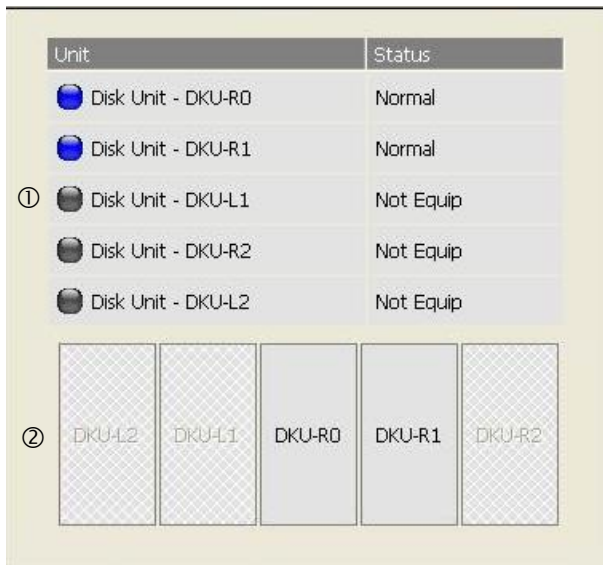 Unit Status
Disk Unit - DKU-R0 Normal
Disk Unit - DKU-R1 Normal
① Disk Unit - DKU-L1 Not Equip
Disk Unit - DKU-R2 Not Equip
Disk Unit - DKU-L2 Not Equip
② DKU-L2 DKU-L1 DKU-R0 DKU-R1 DKU-R2